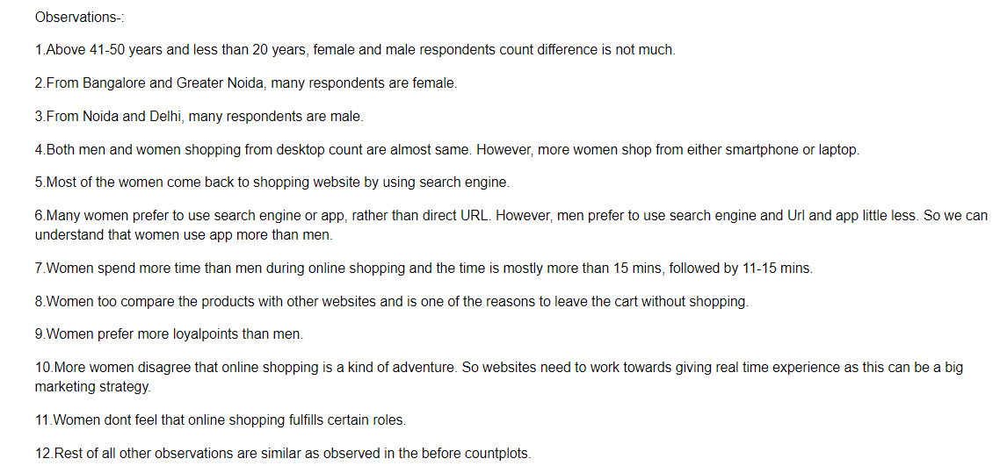 Observations-:
1.Above 41-50 years and less than 20 years, female and male respondents count difference is not much.
2.From Bangalore and Greater Noida, many respondents are female.
3.From Noida and Delhi, many respondents are male.
4.Both men and women shopping from desktop count are almost same. However, more women shop from either smartphone or laptop.
5.Most of the women come back to shopping website by using search engine.
6.Many women prefer to use search engine or app, rather than direct URL. However, men prefer to use search engine and Url and app little less. So we can
understand that women use app more than men.
7.Women spend more time than men during online shopping and the time is mostly more than 15 mins, followed by 11-15 mins.
8.Women too compare the products with other websites and is one of the reasons to leave the cart without shopping.
9.Women prefer more loyalpoints than men.
10.More women disagree that online shopping is a kind of adventure. So websites need to work towards giving real time experience as this can be a big
marketing strategy.
11.Women dont feel that online shopping fulfills certain roles.
12.Rest of all other observations are similar as observed in the before countplots.